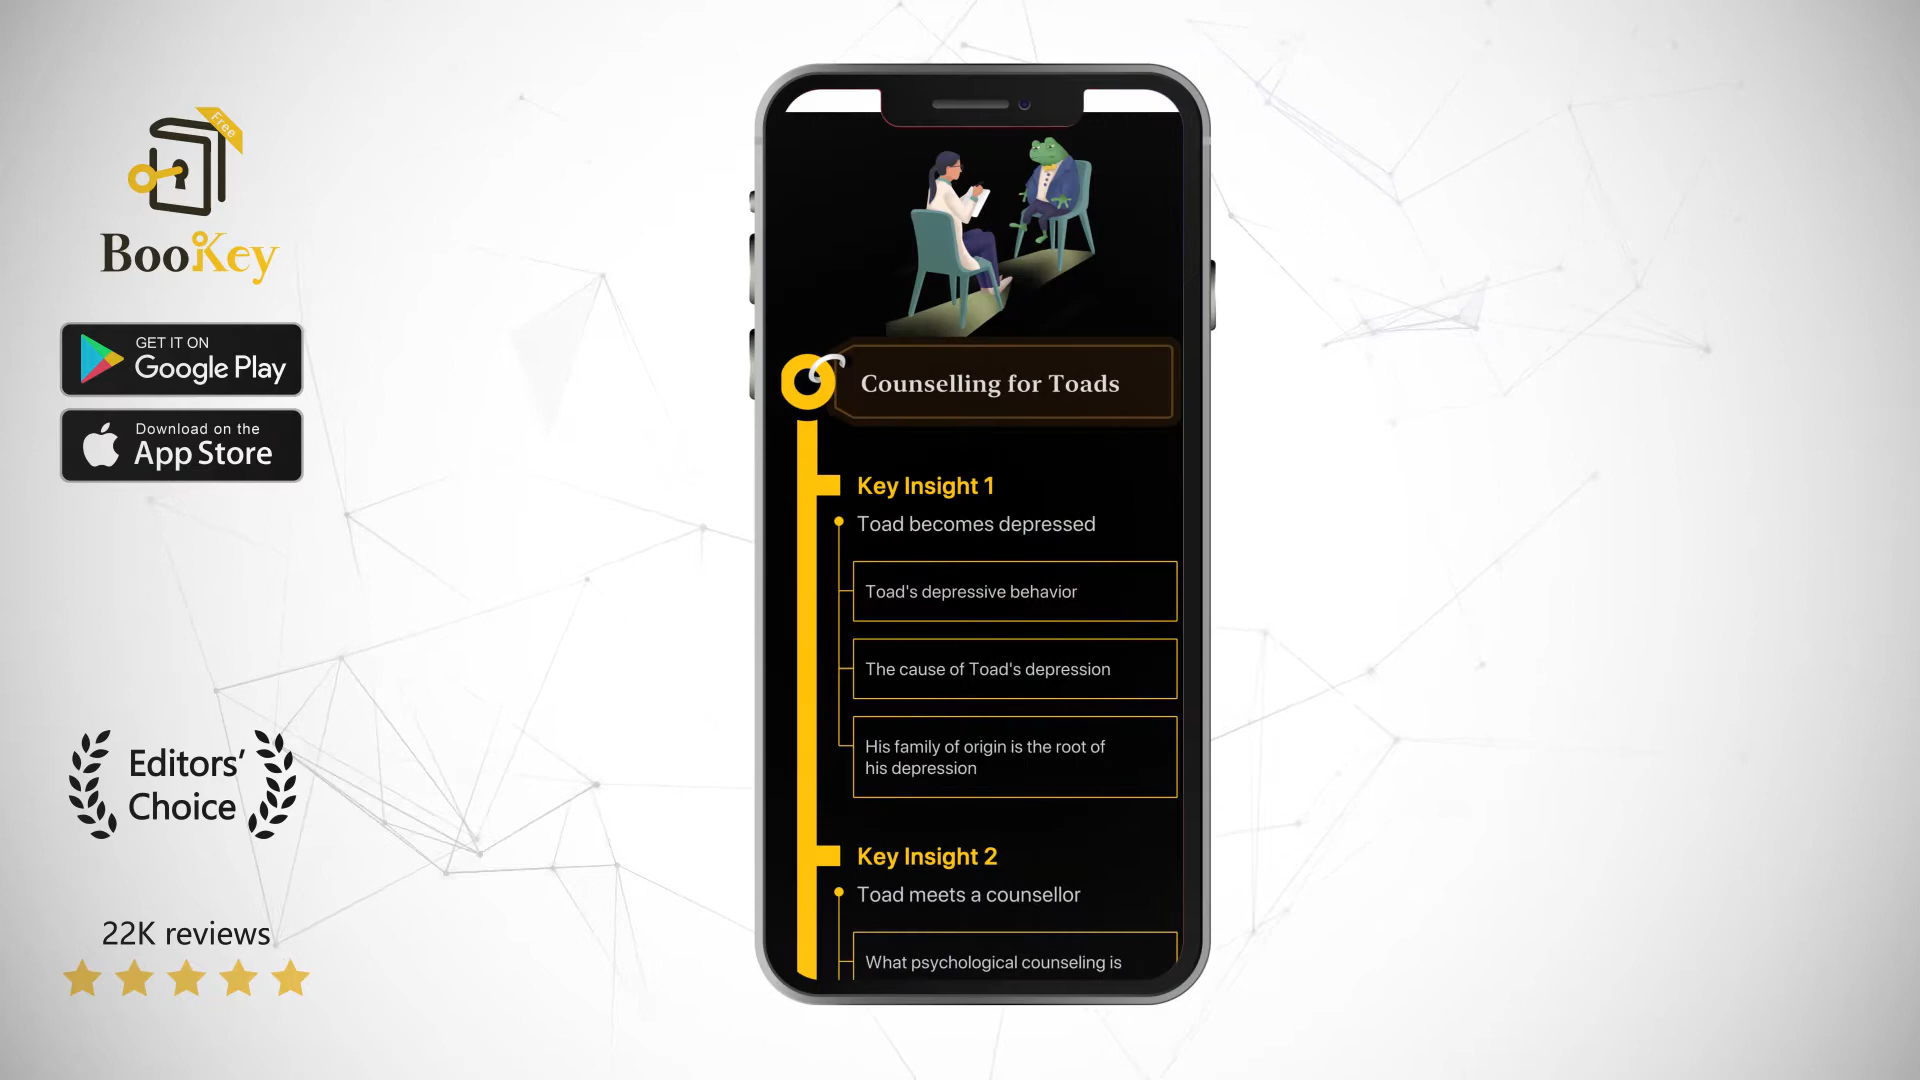 Free
BooKey
GET IT ON
Google Play
Download on the
App Store
Editors’
Choice
22K reviews
Counselling for Toads
Key Insight 1
Toad becomes depressed
Toad's depressive behavior
The cause of Toad's depression
His family of origin is the root of
his depression
Key Insight 2
Toad meets a counsellor
What psychological counseling is